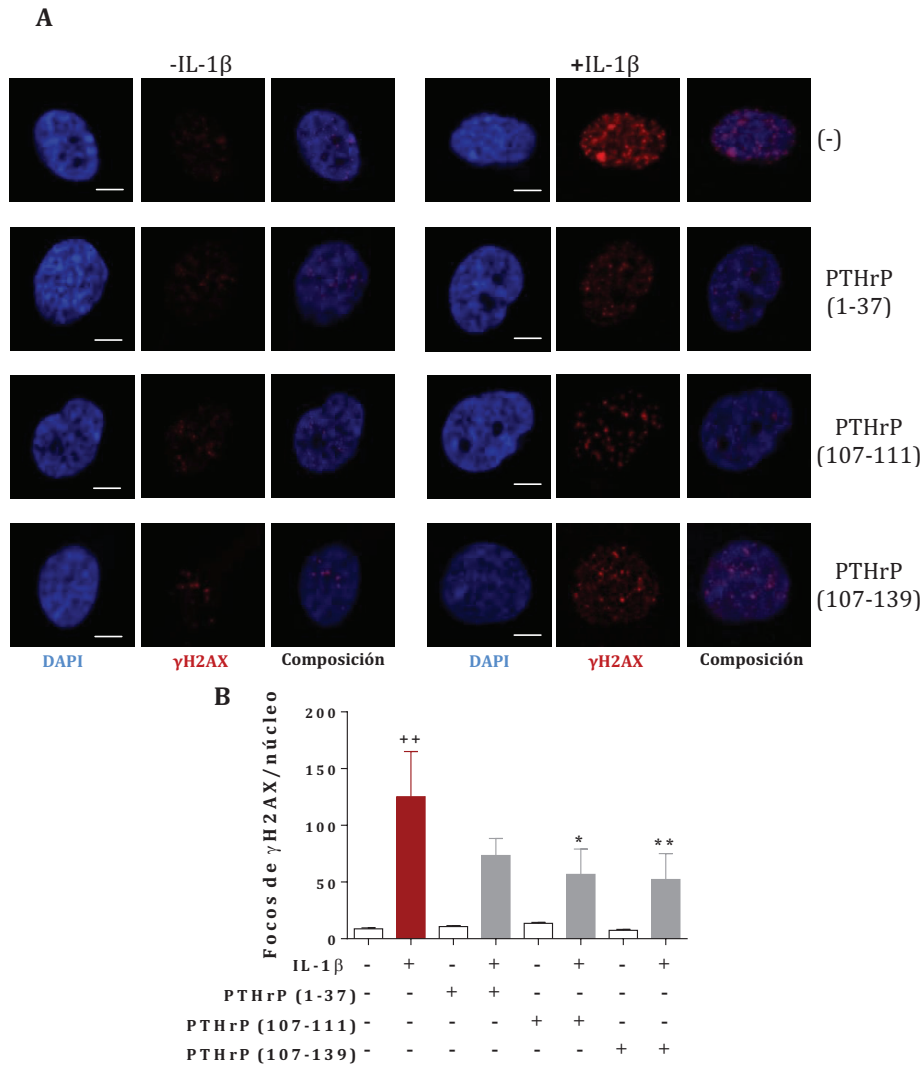 A
-IL-1β
+IL-1β
(-)
PTHrP
(1-37)
PTHrP
(107-111)
PTHrP
(107-139)
DAPI γH2AX Composición DAPI γH2AX Composición
B
Focos de γH2AX/núcleo
200
150
100
50
0
++
*
**
IL-1β - + - + - + - +
PTHrP (1-37) - - + + - - - -
PTHrP (107-111) - - - - + + - -
PTHrP (107-139) - - - - - - + +